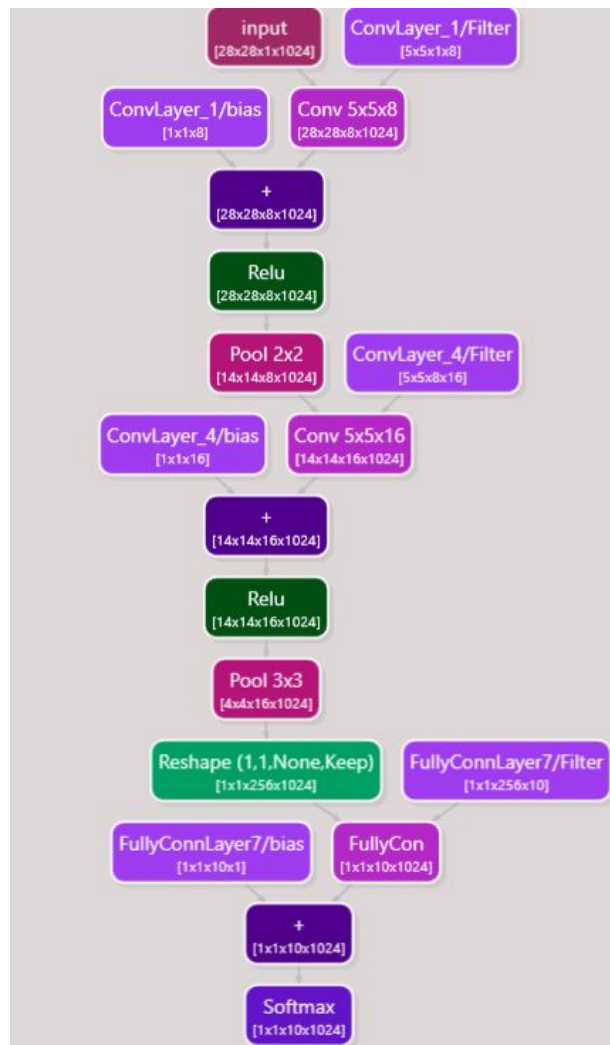 input
[28x28x1x1024]
ConvLayer_1/Filter
[5x5x1x8]
ConvLayer_1/bias
[1x1x8]
Conv 5x5x8
[28x28x8x1024]
+
[28x28x8x1024]
Relu
[28x28x8x1024]
Pool 2x2
[14x14x8x1024]
ConvLayer_4/Filter
[5x5x8x16]
ConvLayer_4/bias
[1x1x16]
Conv 5x5x16
[14x14x16x1024]
+
[14x14x16x1024]
Relu
[14x14x16x1024]
Pool 3x3
[4x4x16x1024]
Reshape (1,1,None,Keep)
[1x1x256x1024]
FullyConnLayer7/Filter
[1x1x256x10]
FullyConnLayer7/bias
[1x1x10x1]
FullyCon
[1x1x10x1024]
+
[1x1x10x1024]
Softmax
[1x1x10x1024]